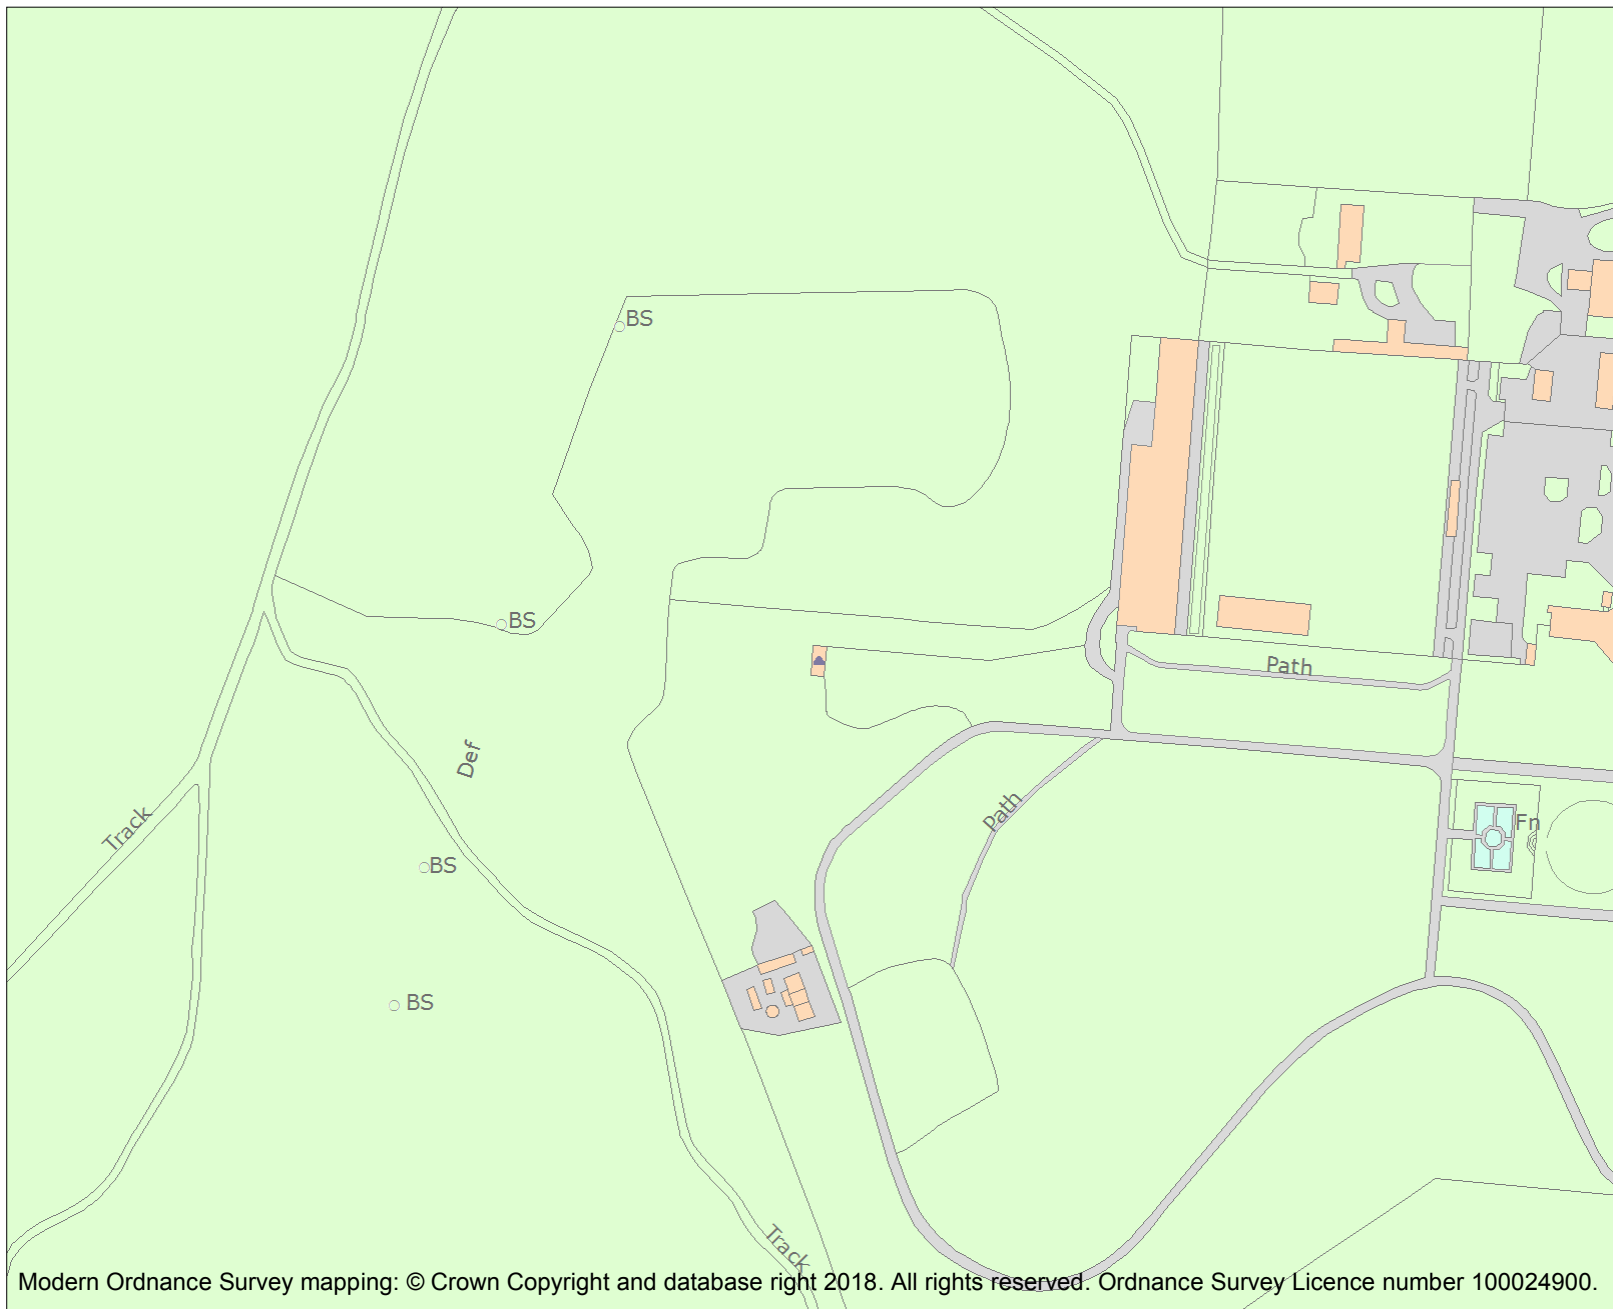 BS
BS
Path
Def
Track
Path
Fn
BS
BS
Track
Modern Ordnance Survey mapping: © Crown Copyright and database right 2018. All rights reserved. Ordnance Survey Licence number 100024900.